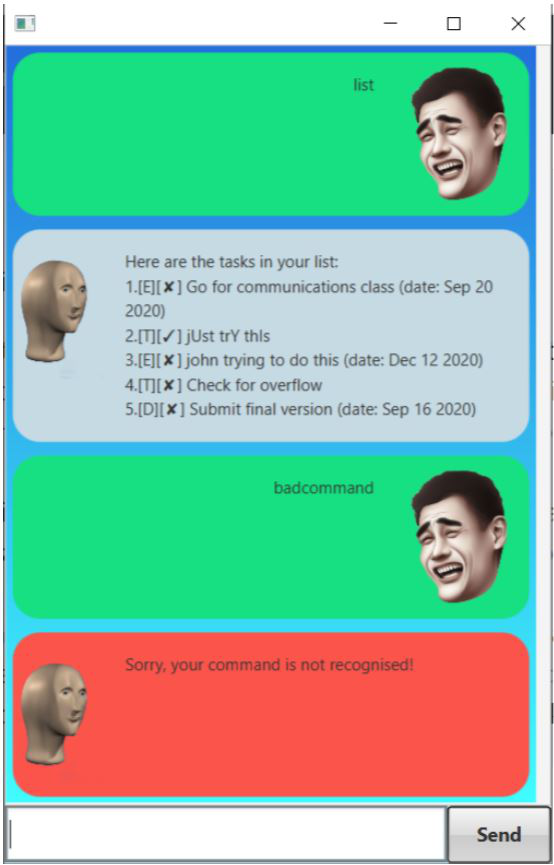 list
Here are the tasks in your list:
1.[E][✘] Go for communications class (date: Sep 20
2020)
2.[T][✓] jUst trY thIs
3.[E][✘] john trying to do this (date: Dec 12 2020)
4.[T][✘] Check for overflow
5.[D][✘] Submit final version (date: Sep 16 2020)
badcommand
Sorry, your command is not recognised!
Send